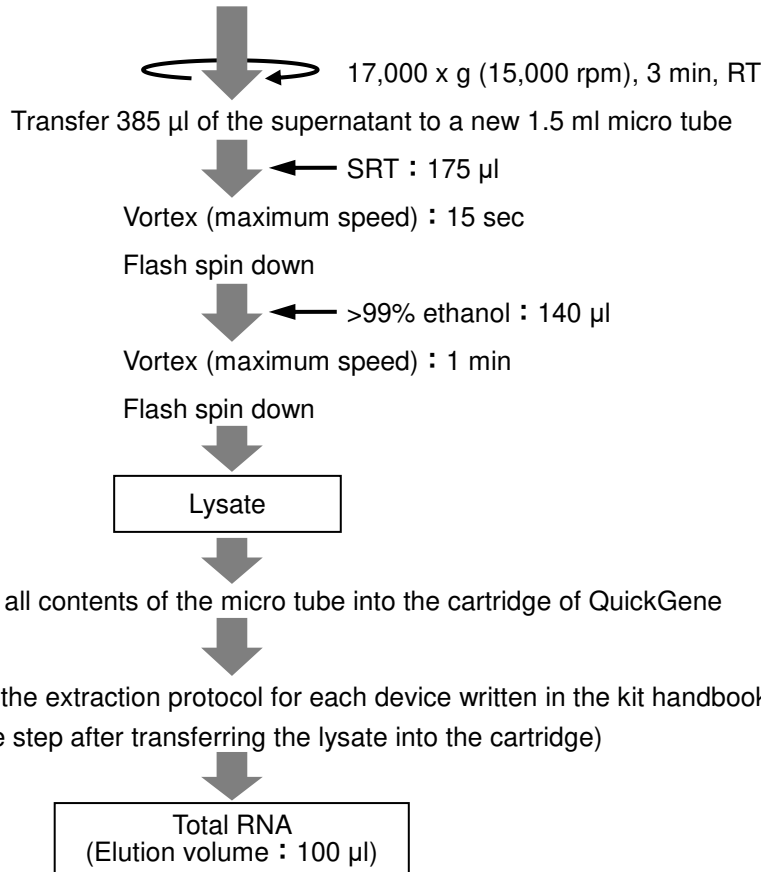 17,000 x g (15,000 rpm), 3 min, RT
Transfer 385 µl of the supernatant to a new 1.5 ml micro tube
SRT：175 µl
Vortex (maximum speed)：15 sec
Flash spin down
>99% ethanol：140 µl
Vortex (maximum speed)：1 min
Flash spin down
Lysate
all contents of the micro tube into the cartridge of QuickGene
the extraction protocol for each device written in the kit handbook
step after transferring the lysate into the cartridge)
Total RNA
(Elution volume：100 µl)